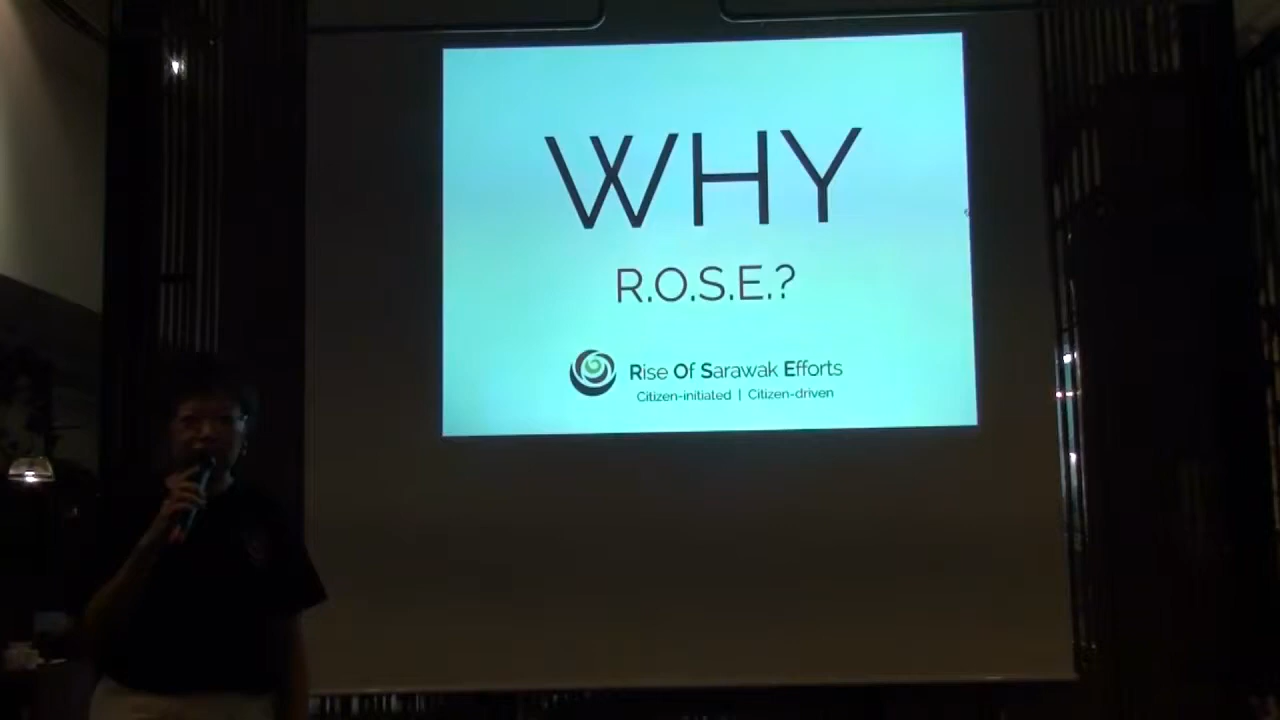 WHY
R.O.S.E.?
Rise Of Sarawak Efforts
Citizen-initiated | Citizen-driven